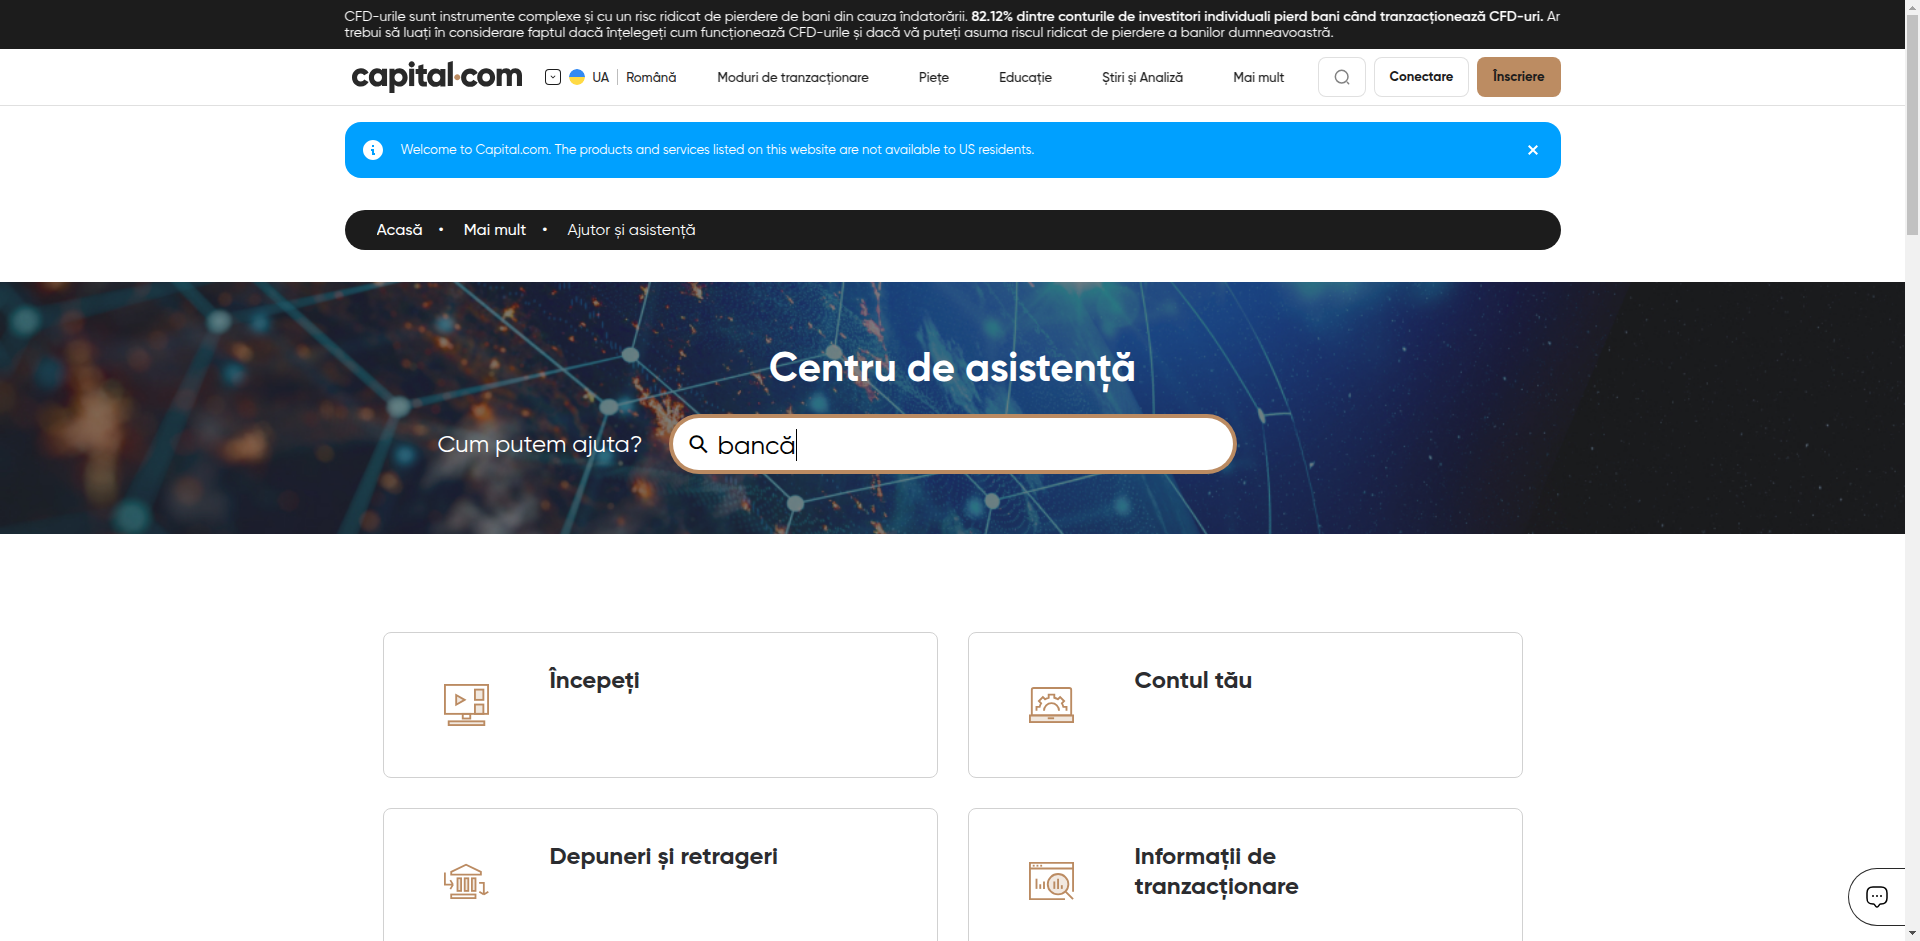 CFD-urile sunt instrumente complexe și cu un risc ridicat de pierdere de bani din cauza îndatorării. 82.12% dintre conturile de investitori individuali pierd bani când tranzacționează CFD-uri. Ar
trebui să luați în considerare faptul dacă înțelegeți cum funcționează CFD-urile și dacă vă puteți asuma riscul ridicat de pierdere a banilor dumneavoastră.
capital.com UA Română Moduri de tranzacționare Piețe Educație Știri și Analiză Mai mult Conectare Înscriere
Welcome to Capital.com. The products and services listed on this website are not available to US residents.
Acasă • Mai mult • Ajutor și asistență
Centru de asistență
Cum putem ajuta? bancă
Începeți
Contul tău
Depuneri și retrageri
Informații de
tranzacționare